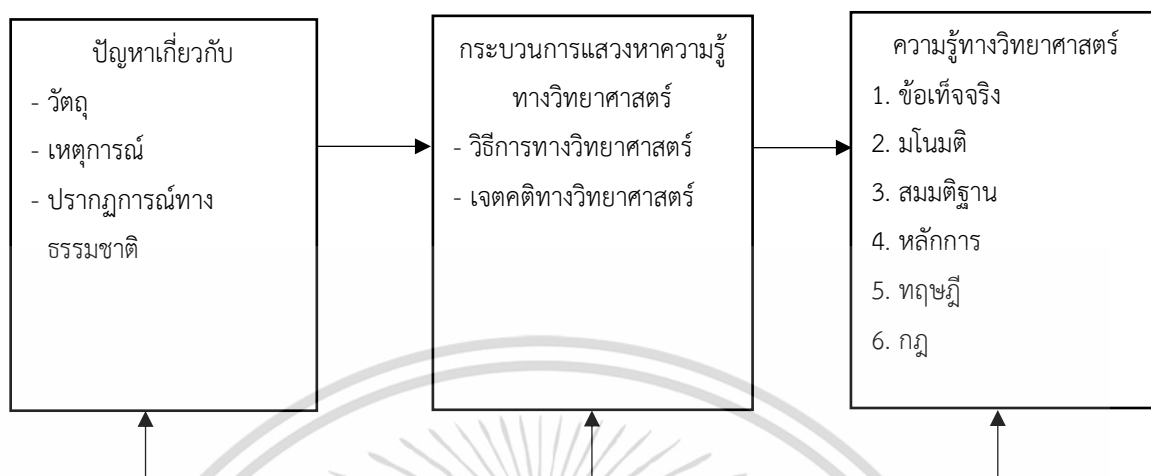 ปัญหาเกี่ยวกับ
- วัตถุ
- เหตุการณ์
- ปรากฏการณ์ทาง
ธรรมชาติ
กระบวนการแสวงหาความรู้
ทางวิทยาศาสตร์
- วิธีการทางวิทยาศาสตร์
- เจตคติทางวิทยาศาสตร์
ความรู้ทางวิทยาศาสตร์
1. ข้อเท็จจริง
2. มโนมติ
3. สมมติฐาน
4. หลักการ
5. ทฤษฎี
6. กฎ